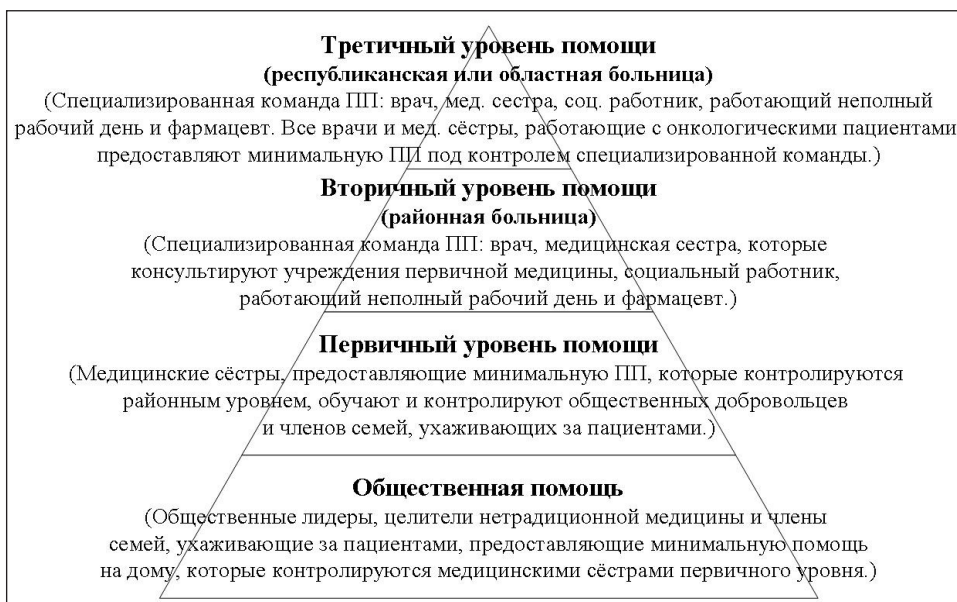 Третичный уровень помощи
(республиканская или областная больница)
(Специализированная команда ПП: врач, мед. сестра, соц. работник, работающий неполный
рабочий день и фармацевт. Все врачи и мед. сёстры, работающие с онкологическими пациентами
предоставляют минимальную ПП под контролем специализированной команды.)
Вторичный уровень помощи
(районная больница)
(Специализированная команда ПП: врач, медицинская сестра, которые
консультируют учреждения первичной медицины, социальный работник,
работающий неполный рабочий день и фармацевт.)
Первичный уровень помощи
(Медицинские сёстры, предоставляющие минимальную ПП, которые контролируются
районным уровнем, обучают и контролируют общественных добровольцев
и членов семей, ухаживающих за пациентами.)
Общественная помощь
(Общественные лидеры, целители нетрадиционной медицины и члены
семей, ухаживающие за пациентами, предоставляющие минимальную помощь
на дому, которые контролируются медицинскими сёстрами первичного уровня.)